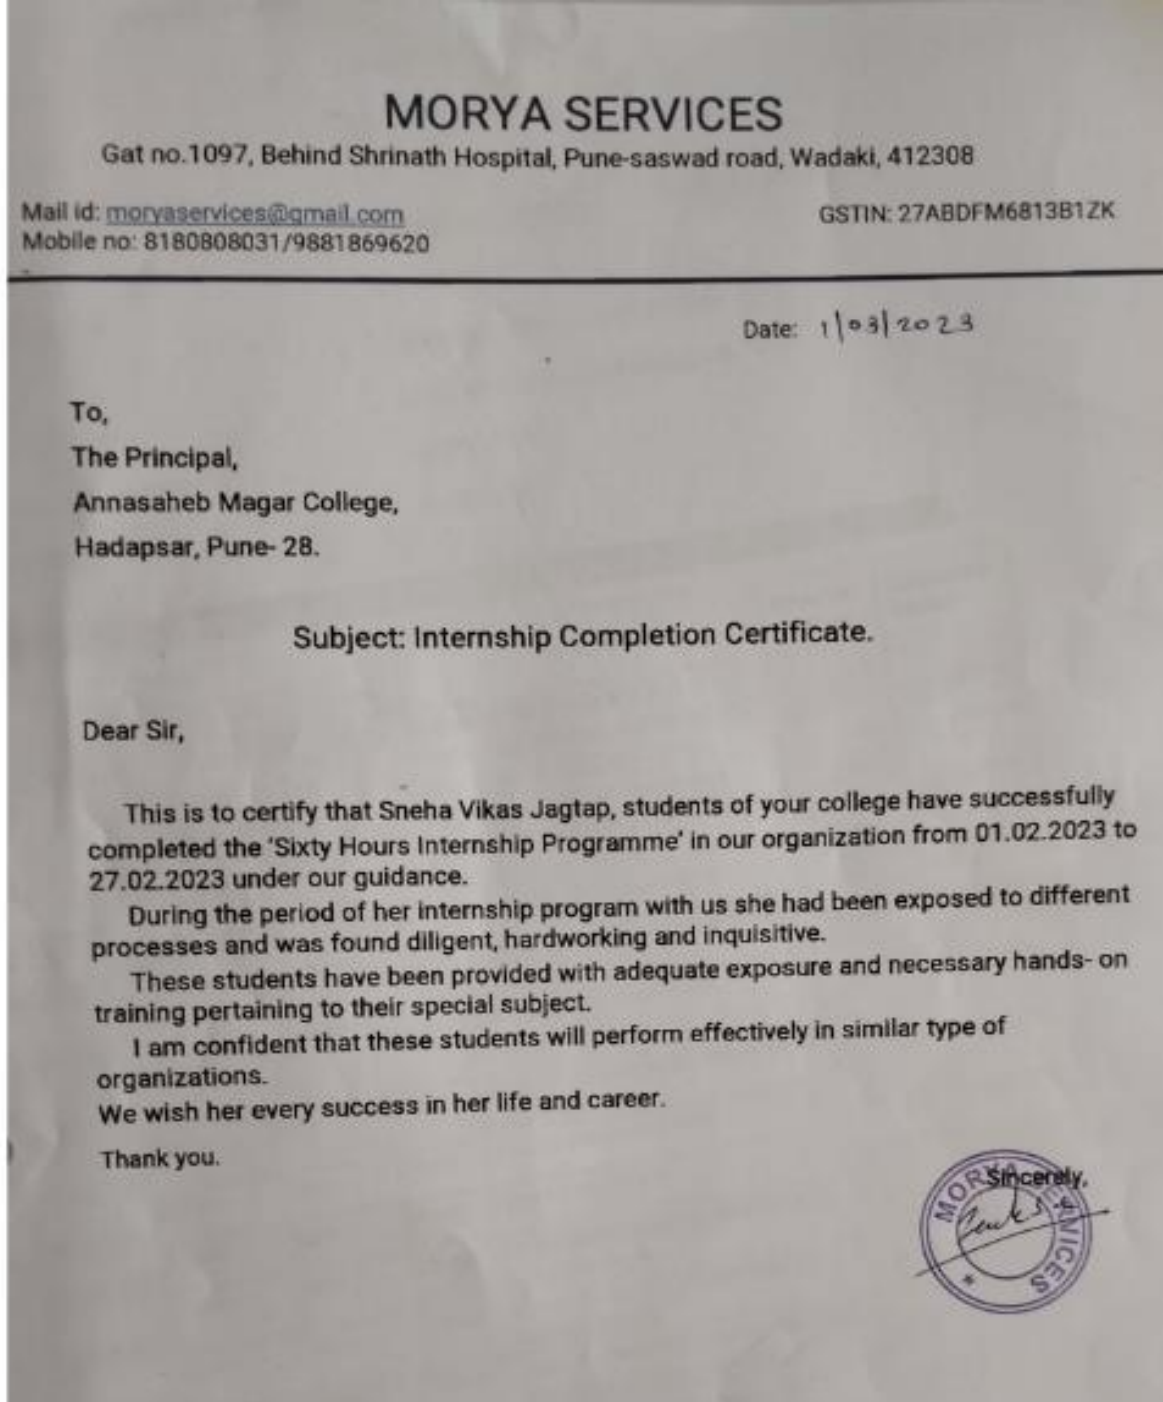 MORYA SERVICES
Gat no.1097, Behind Shrinath Hospital, Pune-saswad road, Wadaki, 412308
Mail id: moryaservices@gmail.com
GSTIN: 27ABDFM6813B1ZK
Mobile no: 8180808031/9881869620
Date: 1/03/2023
To,
The Principal,
Annasaheb Magar College,
Hadapsar, Pune- 28.
Subject: Internship Completion Certificate.
Dear Sir,
This is to certify that Sneha Vikas Jagtap, students of your college have successfully
completed the 'Sixty Hours Internship Programme' in our organization from 01.02.2023 to
27.02.2023 under our guidance.
During the period of her internship program with us she had been exposed to different
processes and was found diligent, hardworking and inquisitive.
These students have been provided with adequate exposure and necessary hands- on
training pertaining to their special subject.
I am confident that these students will perform effectively in similar type of
organizations.
We wish her every success in her life and career.
Thank you.
Sincerely,
MORYA SERVICES